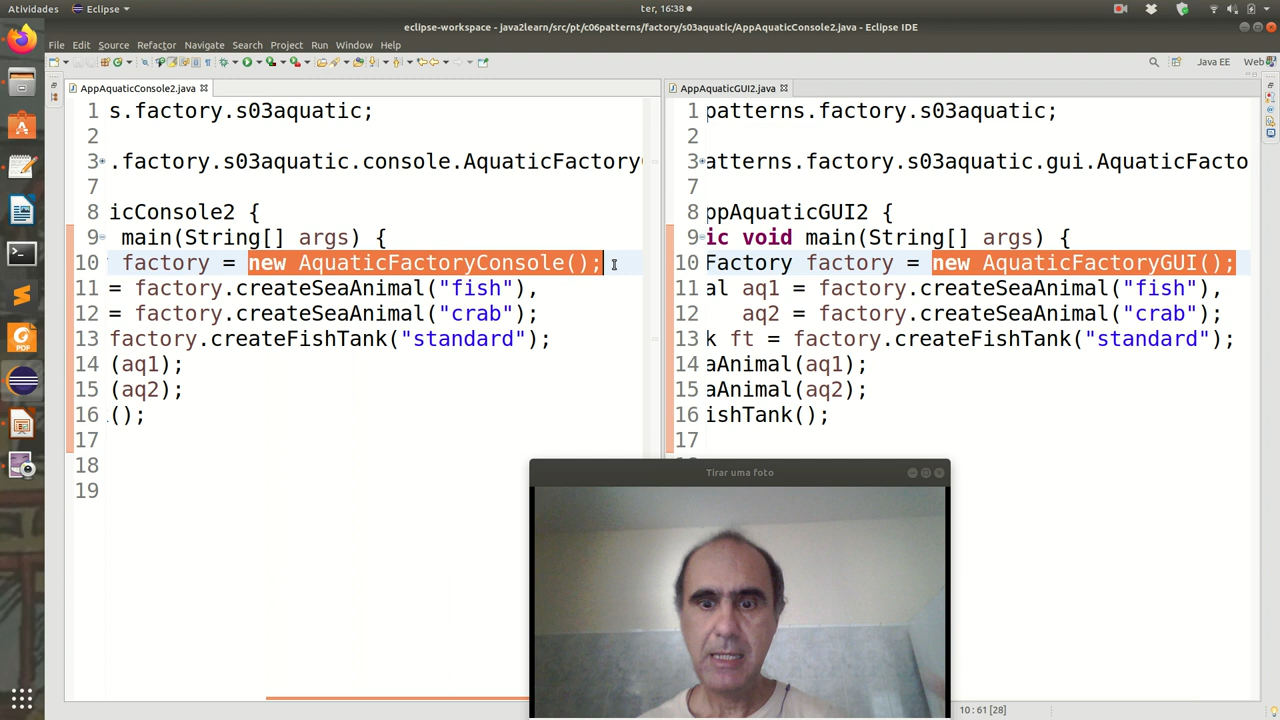 Atividades Eclipse ter, 16:38
eclipse-workspace - java2learn/src/pt/c06patterns/factory/s03aquatic/AppAquaticConsole2.java - Eclipse IDE
File Edit Source Refactor Navigate Search Project Run Window Help
Java EE Web
AppAquaticConsole2.java
1 s.factory.s03aquatic;
2
3 .factory.s03aquatic.console.AquaticFactory
7
8 icConsole2 {
9 main(String[] args) {
10 factory = new AquaticFactoryConsole();
11 = factory.createSeaAnimal("fish"),
12 = factory.createSeaAnimal("crab");
13 factory.createFishTank("standard");
14 (aq1);
15 (aq2);
16 ();
17
18
19
AppAquaticGUI2.java
1 patterns.factory.s03aquatic;
2
3 atterns.factory.s03aquatic.gui.AquaticFacto
7
8 ppAquaticGUI2 {
9 ic void main(String[] args) {
10 Factory factory = new AquaticFactoryGUI();
11 al aq1 = factory.createSeaAnimal("fish"),
12 aq2 = factory.createSeaAnimal("crab");
13 k ft = factory.createFishTank("standard");
14 aAnimal(aq1);
15 aAnimal(aq2);
16 ishTank();
17
Tirar uma foto
10:61 [28]
PDF